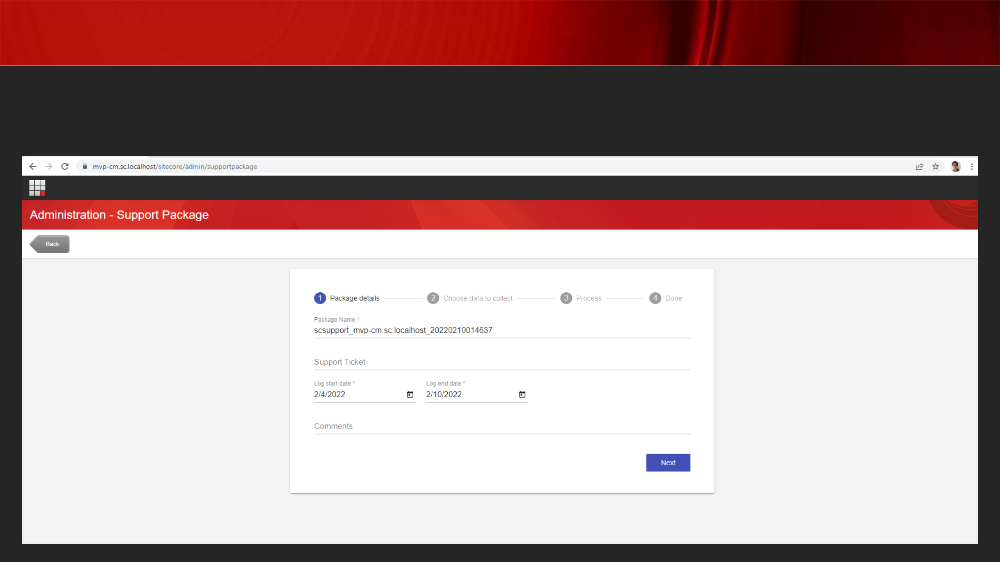 mvp-cm.sc.localhost/sitecore/admin/supportpackage
Administration - Support Package
Back
1 Package details 2 Choose data to collect 3 Process 4 Done
Package Name *
scsupport_mvp-cm.sc.localhost_20220210014637
Support Ticket
Log start date * Log end date *
2/4/2022 2/10/2022
Comments
Next